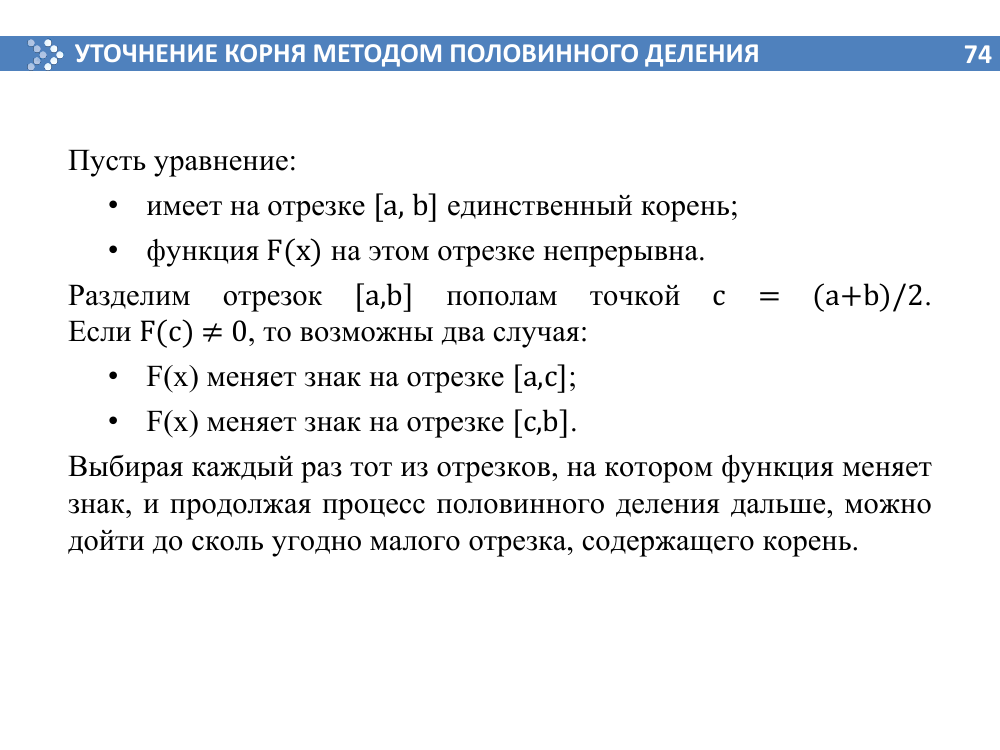 УТОЧНЕНИЕ КОРНЯ МЕТОДОМ ПОЛОВИННОГО ДЕЛЕНИЯ 74
Пусть уравнение:
• имеет на отрезке [a, b] единственный корень;
• функция F(x) на этом отрезке непрерывна.
Разделим отрезок [a,b] пополам точкой c = (a+b)/2.
Если F(c) ≠ 0, то возможны два случая:
• F(x) меняет знак на отрезке [a,c];
• F(x) меняет знак на отрезке [c,b].
Выбирая каждый раз тот из отрезков, на котором функция меняет
знак, и продолжая процесс половинного деления дальше, можно
дойти до сколь угодно малого отрезка, содержащего корень.